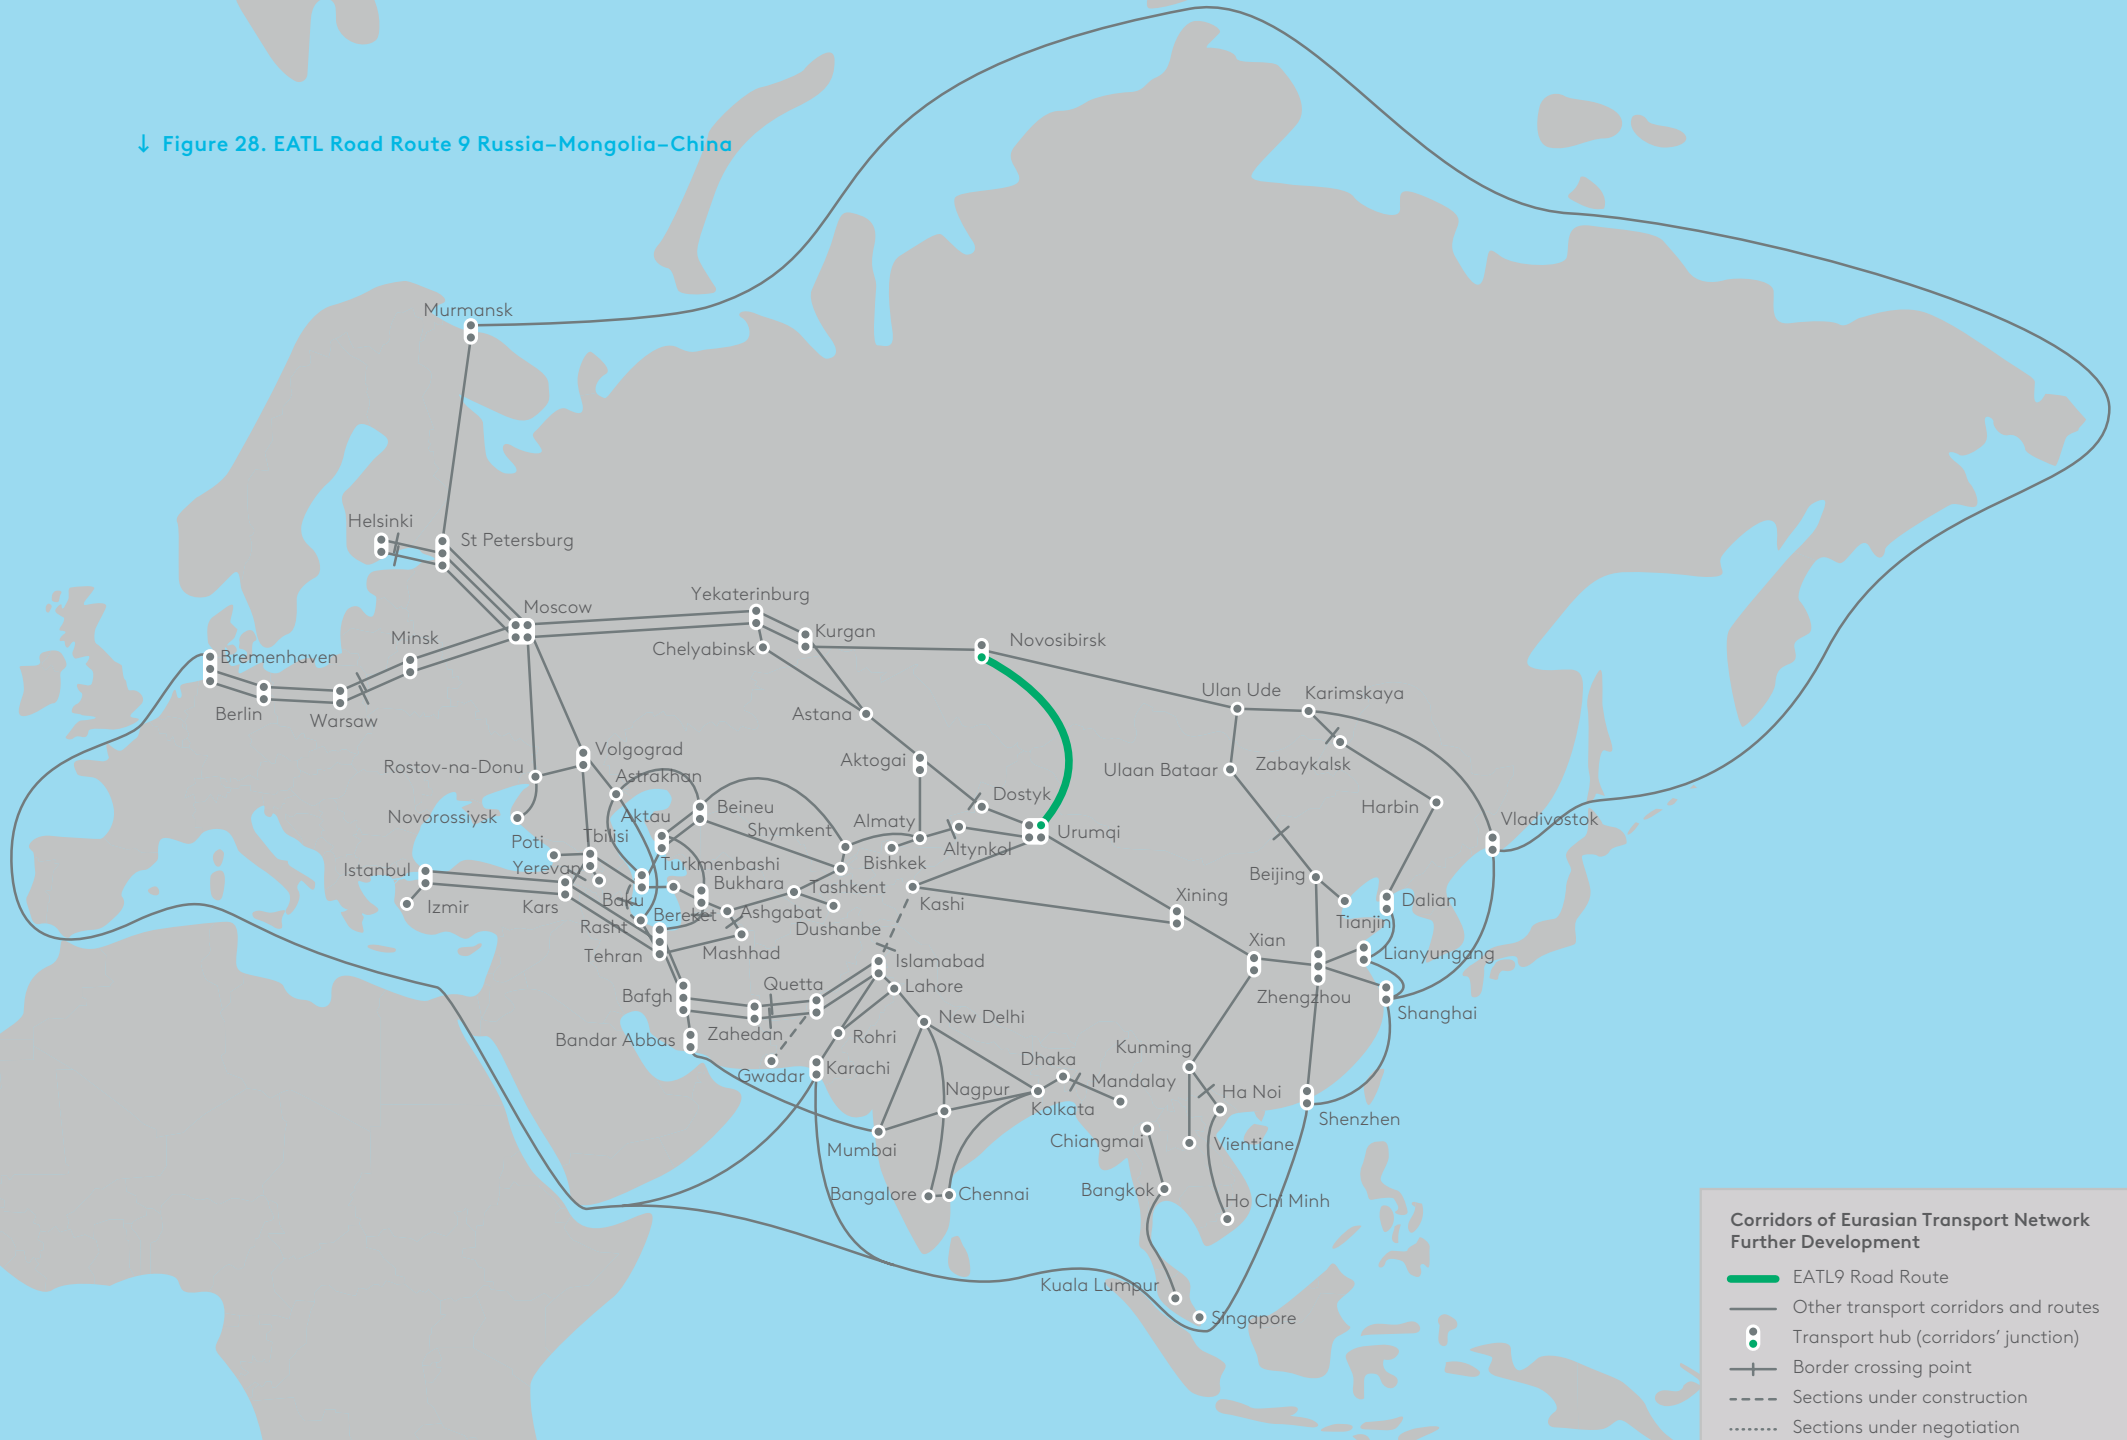 ↓ Figure 28. EATL Road Route 9 Russia–Mongolia–China
Murmansk
Helsinki
St Petersburg
Moscow
Yekaterinburg
Minsk
Kurgan
Novosibirsk
Chelyabinsk
Bremenhaven
Ulan Ude
Karimskaya
Berlin
Warsaw
Astana
Volgograd
Rostov-na-Donu
Astrakhan
Aktogai
Ulaan Bataar
Zabaykalsk
Dostyk
Novorossiysk
Aktau
Beineu
Harbin
Almaty
Vladivostok
Poti
Tbilisi
Shymkent
Urumqi
Altynkol
Istanbul
Yerevan
Turkmenbashi
Bishkek
Beijing
Bukhara
Tashkent
Xining
Izmir
Kars
Baku
Bereket
Ashgabat
Kashi
Dalian
Tianjin
Rasht
Dushanbe
Xian
Tehran
Mashhad
Lianyungang
Islamabad
Bafgh
Quetta
Lahore
Zhengzhou
Shanghai
New Delhi
Zahedan
Bandar Abbas
Rohri
Kunming
Dhaka
Gwadar
Karachi
Mandalay
Nagpur
Ha Noi
Kolkata
Shenzhen
Chiangmai
Vientiane
Mumbai
Bangkok
Bangalore
Chennai
Ho Chi Minh
Kuala Lumpur
Singapore
Corridors of Eurasian Transport Network
Further Development
EATL9 Road Route
Other transport corridors and routes
Transport hub (corridors’ junction)
Border crossing point
Sections under construction
Sections under negotiation